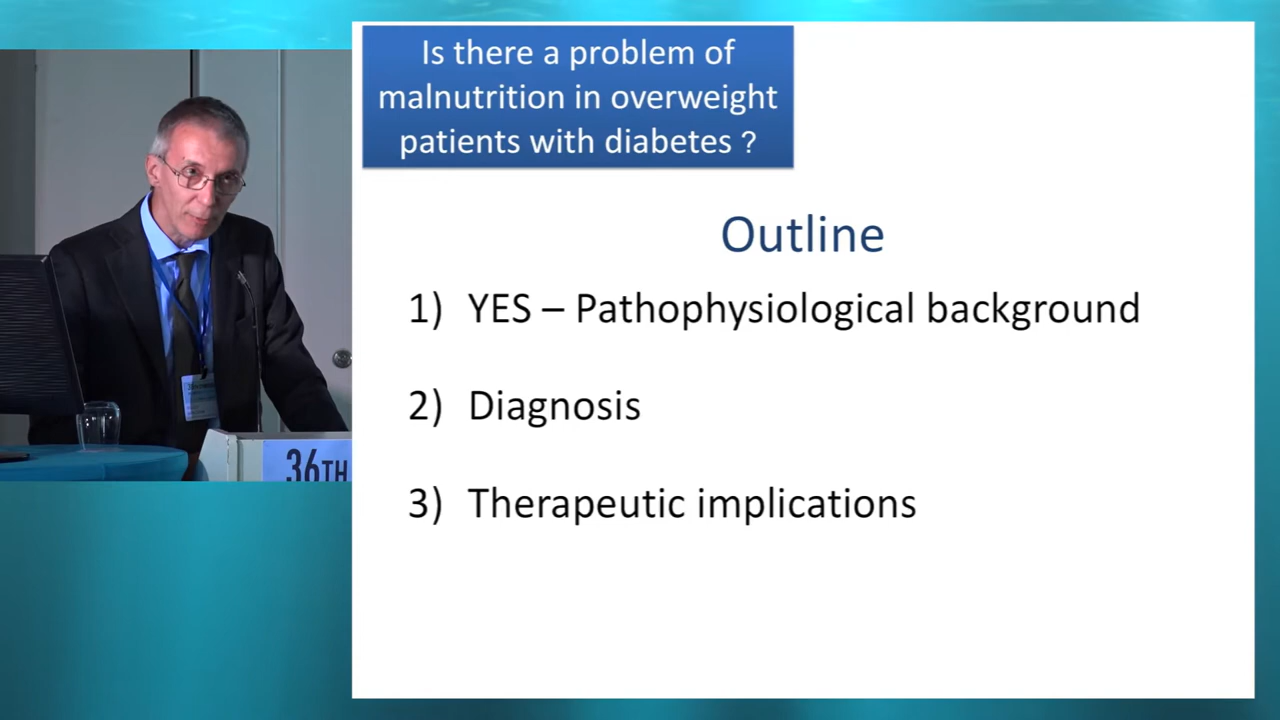 Is there a problem of
malnutrition in overweight
patients with diabetes ?
Outline
1) YES – Pathophysiological background
2) Diagnosis
3) Therapeutic implications
36TH